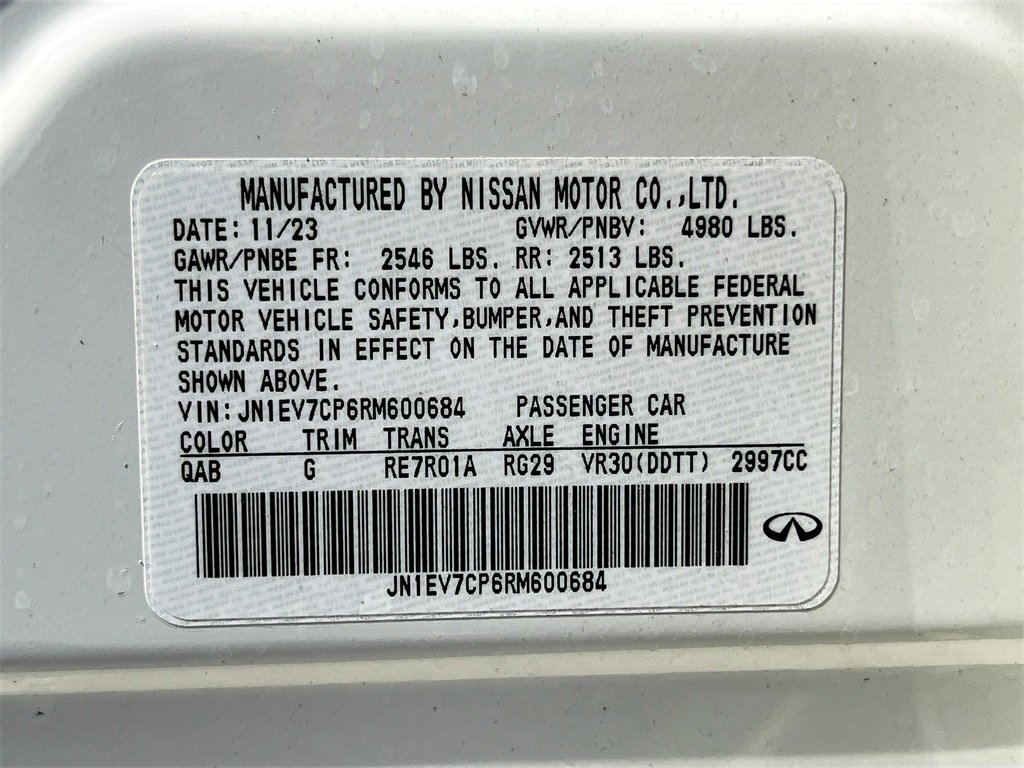 MANUFACTURED BY NISSAN MOTOR CO.,LTD.
DATE: 11/23 GVWR/PNBV: 4980 LBS.
GAWR/PNBE FR: 2546 LBS. RR: 2513 LBS.
THIS VEHICLE CONFORMS TO ALL APPLICABLE FEDERAL
MOTOR VEHICLE SAFETY,BUMPER,AND THEFT PREVENTION
STANDARDS IN EFFECT ON THE DATE OF MANUFACTURE
SHOWN ABOVE.
VIN:JN1EV7CP6RM600684 PASSENGER CAR
COLOR TRIM TRANS AXLE ENGINE
QAB G RE7R01A RG29 VR30(DDTT) 2997CC
JN1EV7CP6RM600684